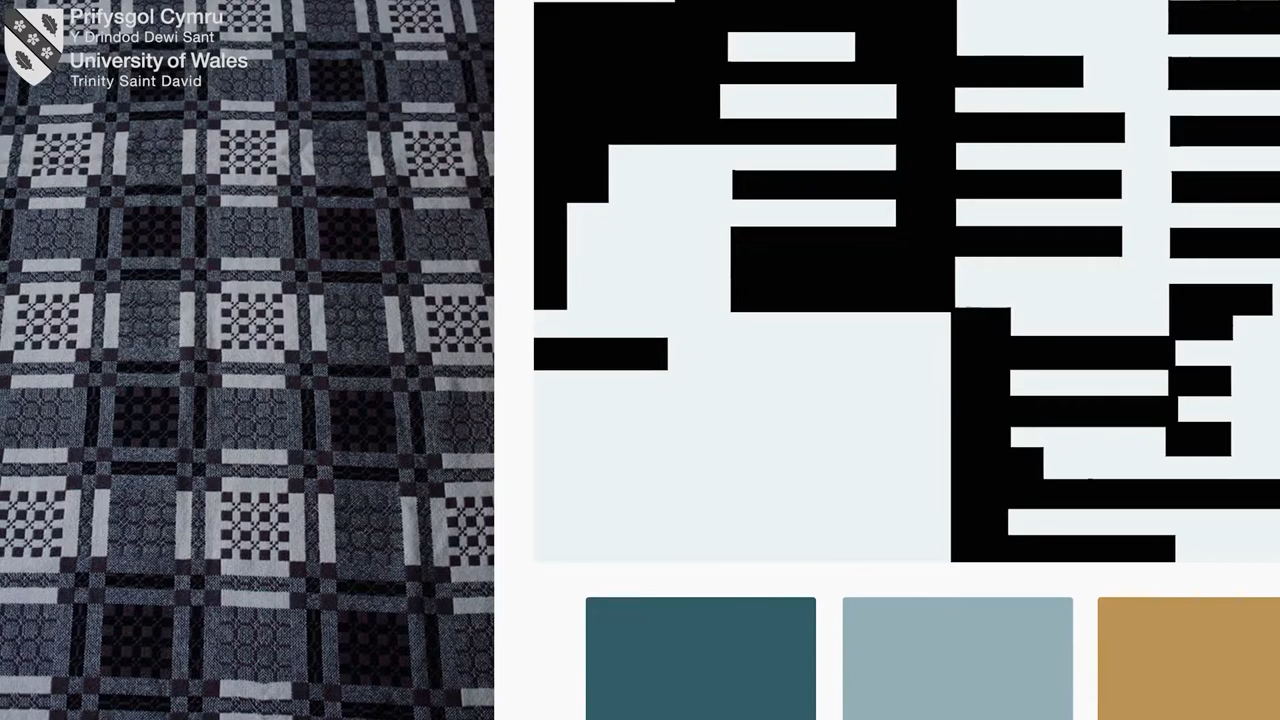 Prifysgol Cymru
Y Drindod Dewi Sant
University of Wales
Trinity Saint David